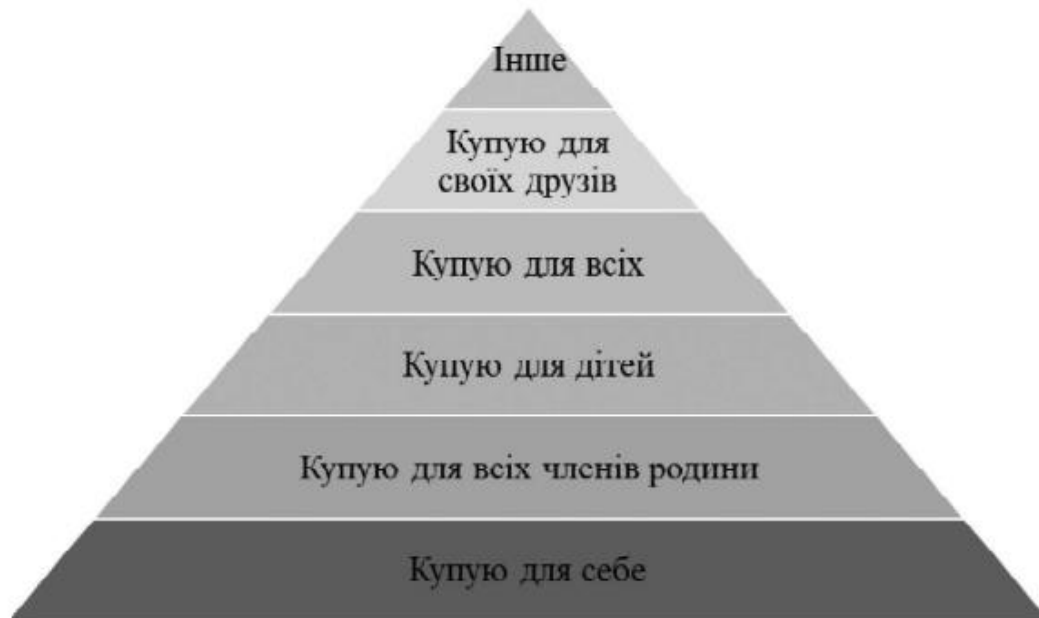 Інше
Купую для
своїх друзів
Купую для всіх
Купую для дітей
Купую для всіх членів родини
Купую для себе